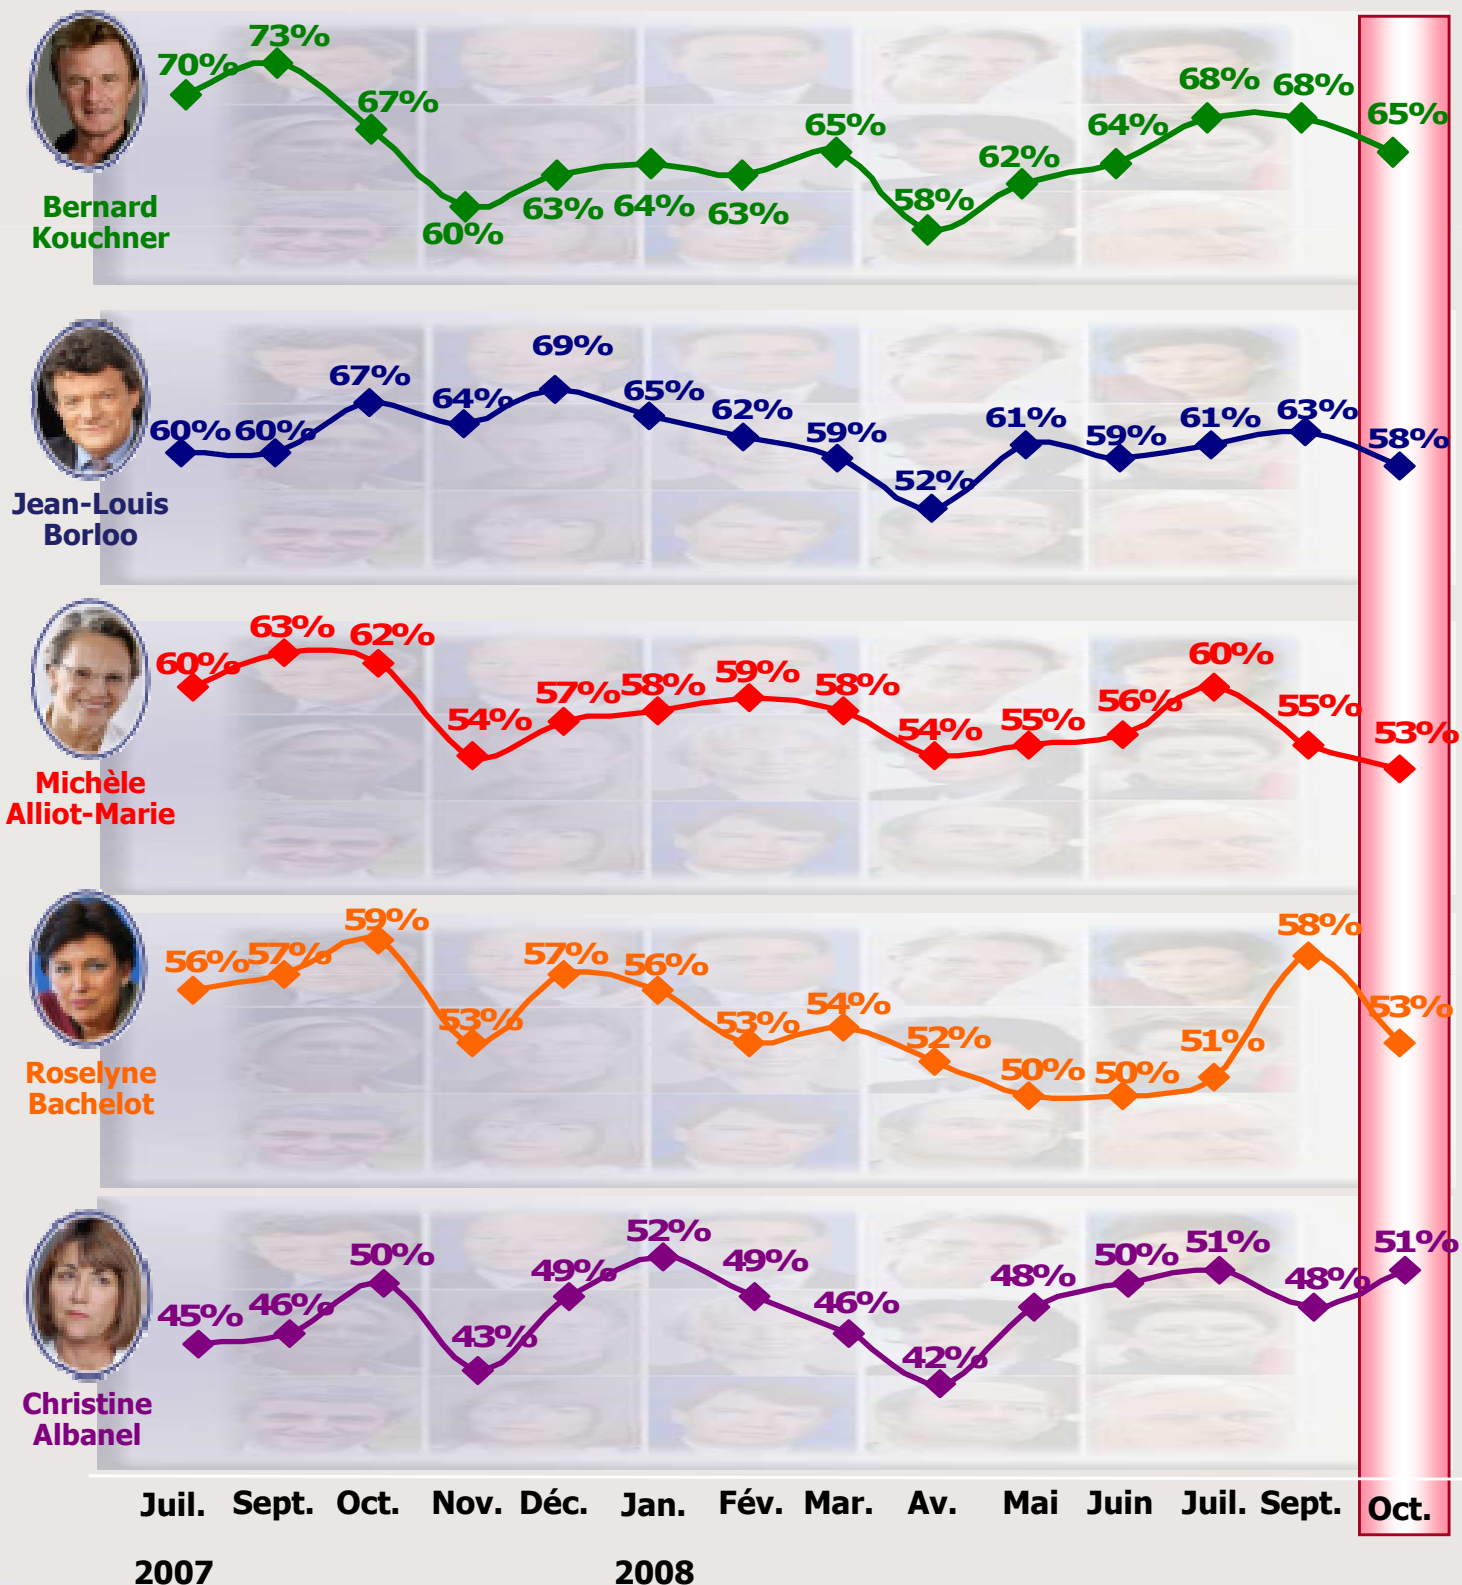 70% 73% 67% 60% 63% 64% 63% 65% 58% 62% 64% 68% 68% 65%
Bernard
Kouchner
60% 60% 67% 64% 69% 65% 62% 59% 52% 61% 59% 61% 63% 58%
Jean-Louis
Borloo
60% 63% 62% 54% 57% 58% 59% 58% 54% 55% 56% 60% 55% 53%
Michèle
Alliot-Marie
56% 57% 59% 53% 57% 56% 53% 54% 52% 50% 50% 51% 58% 53%
Roselyne
Bachelot
45% 46% 50% 43% 49% 52% 49% 46% 42% 48% 50% 51% 48% 51%
Christine
Albanel
Juil. Sept. Oct. Nov. Déc. Jan. Fév. Mar. Av. Mai Juin Juil. Sept. Oct.
2007 2008